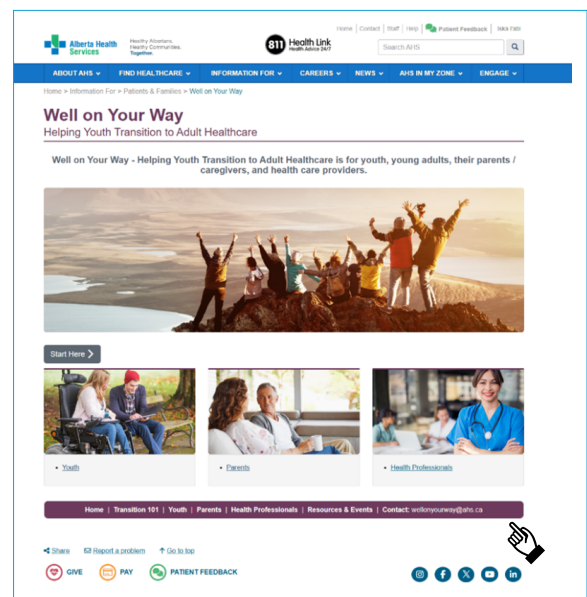 Home | Contact | Staff | Help | Patient Feedback
Alberta Health
Services
Healthy Albertans.
Healthy Communities.
Together.
811 Health Link
Health Advice 24/7
Search AHS
ABOUT AHS FIND HEALTHCARE INFORMATION FOR CAREERS NEWS AHS IN MY ZONE ENGAGE
Home > Information For > Patients & Families > Well on Your Way
Well on Your Way
Helping Youth Transition to Adult Healthcare
Well on Your Way - Helping Youth Transition to Adult Healthcare is for youth, young adults, their parents /
caregivers, and health care providers.
Start Here
Youth
Parents
Health Professionals
Home | Transition 101 | Youth | Parents | Health Professionals | Resources & Events | Contact: wellonyourway@ahs.ca
Share Report a problem Go to top
GIVE PAY PATIENT FEEDBACK